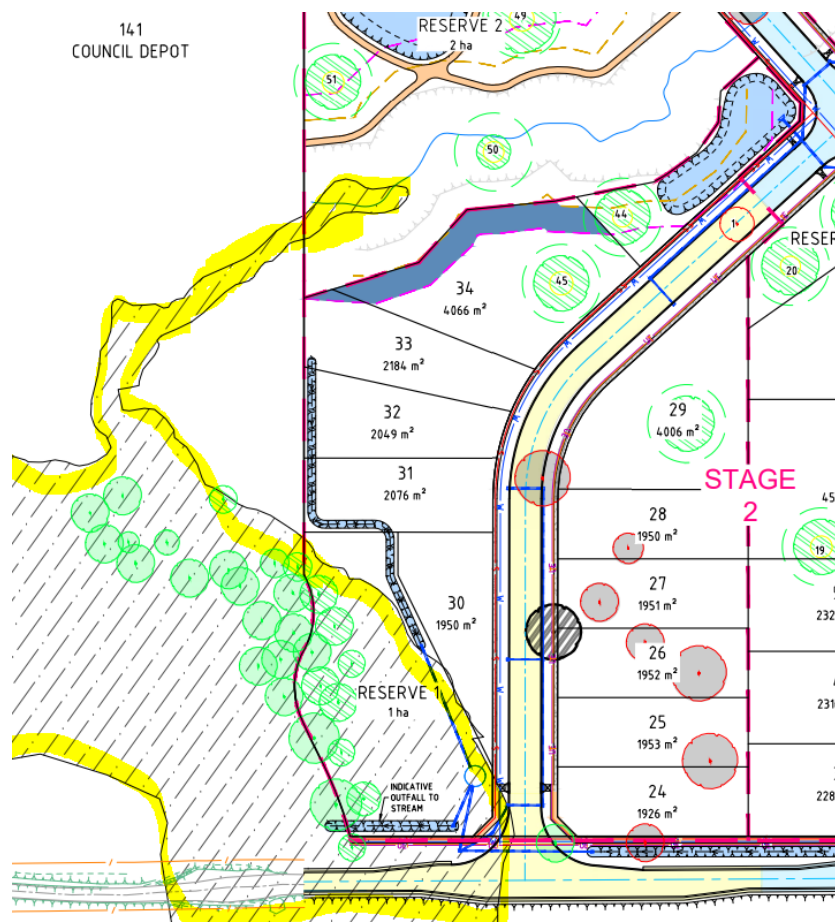 141
COUNCIL DEPOT
RESERVE 2
2 ha
49
51
50
44
1
45
20
34
4066 m²
33
2184 m²
32
2049 m²
31
2076 m²
29
4006 m²
STAGE
2
28
1950 m²
19
27
1951 m²
30
1950 m²
26
1952 m²
RESERVE 1
1 ha
25
1953 m²
24
1926 m²
INDICATIVE
OUTFALL TO
STREAM